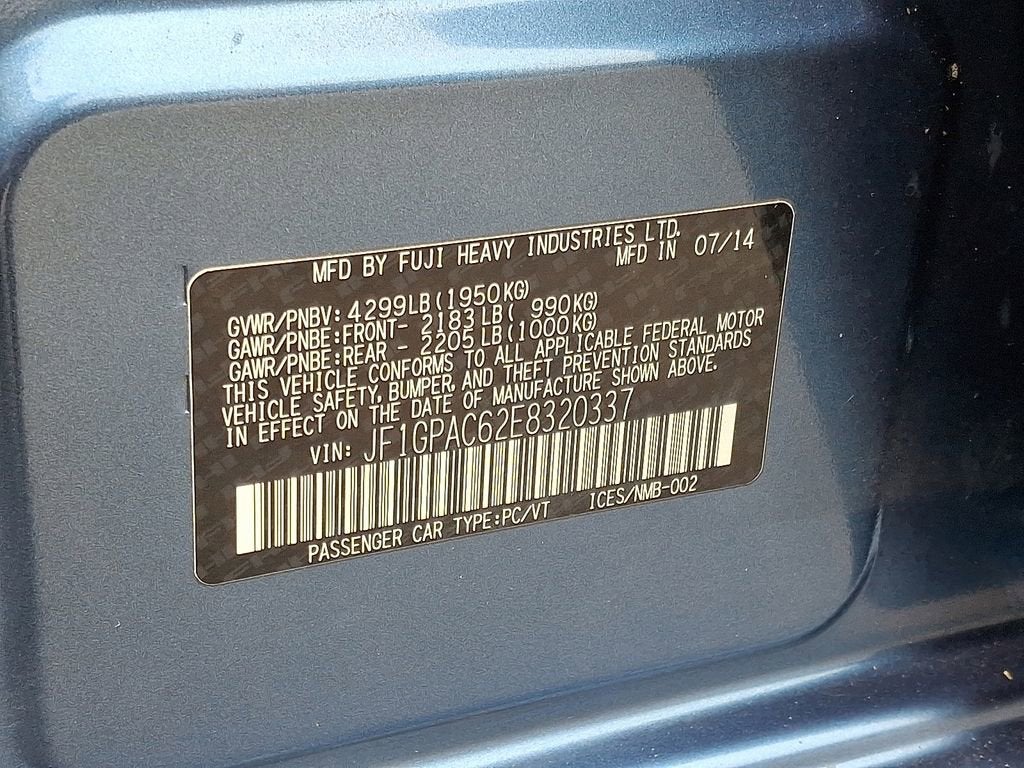 MFD BY FUJI HEAVY INDUSTRIES LTD.
MFD IN 07/14
GVWR/PNBV: 4299LB(1950KG)
GAWR/PNBE:FRONT- 2183LB( 990KG)
GAWR/PNBE:REAR - 2205LB(1000KG)
THIS VEHICLE CONFORMS TO ALL APPLICABLE FEDERAL MOTOR
VEHICLE SAFETY, BUMPER, AND THEFT PREVENTION STANDARDS
IN EFFECT ON THE DATE OF MANUFACTURE SHOWN ABOVE.
VIN: JF1GPAC62E8320337
PASSENGER CAR TYPE:PC/VT ICES/NMB-002